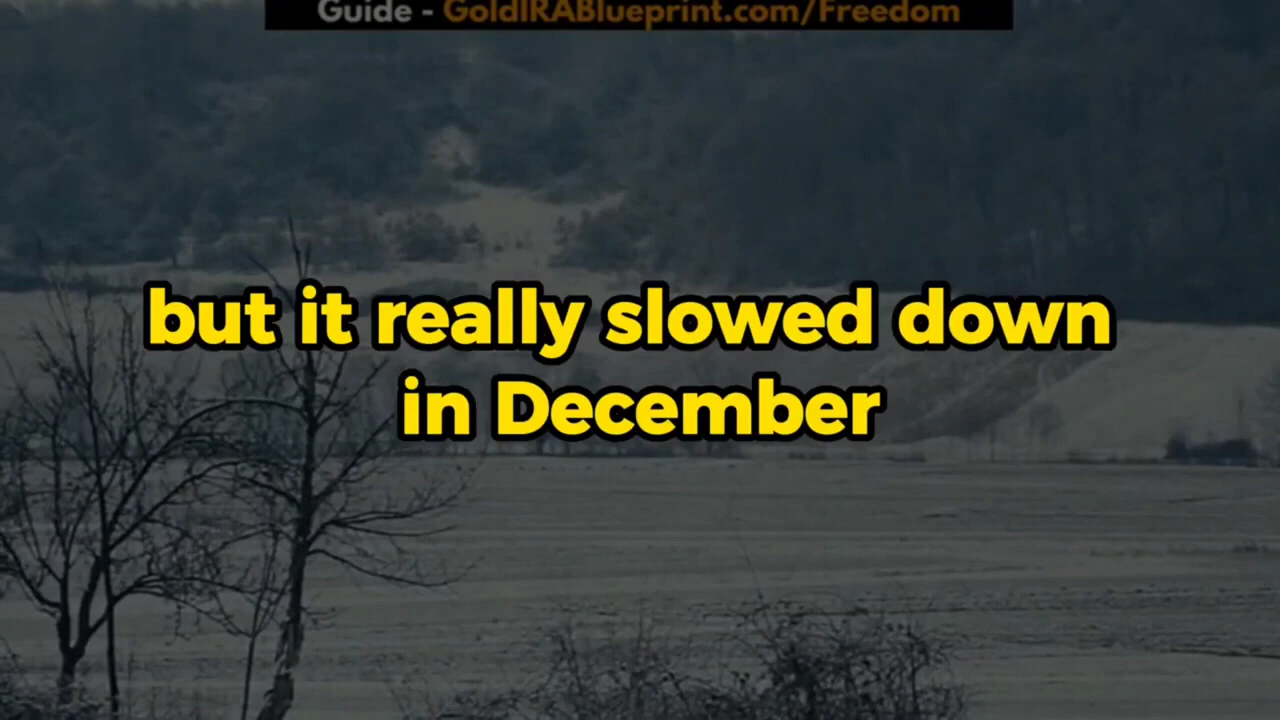 Guide - GoldIRABlueprint.com/Freedom
but it really slowed down
in December